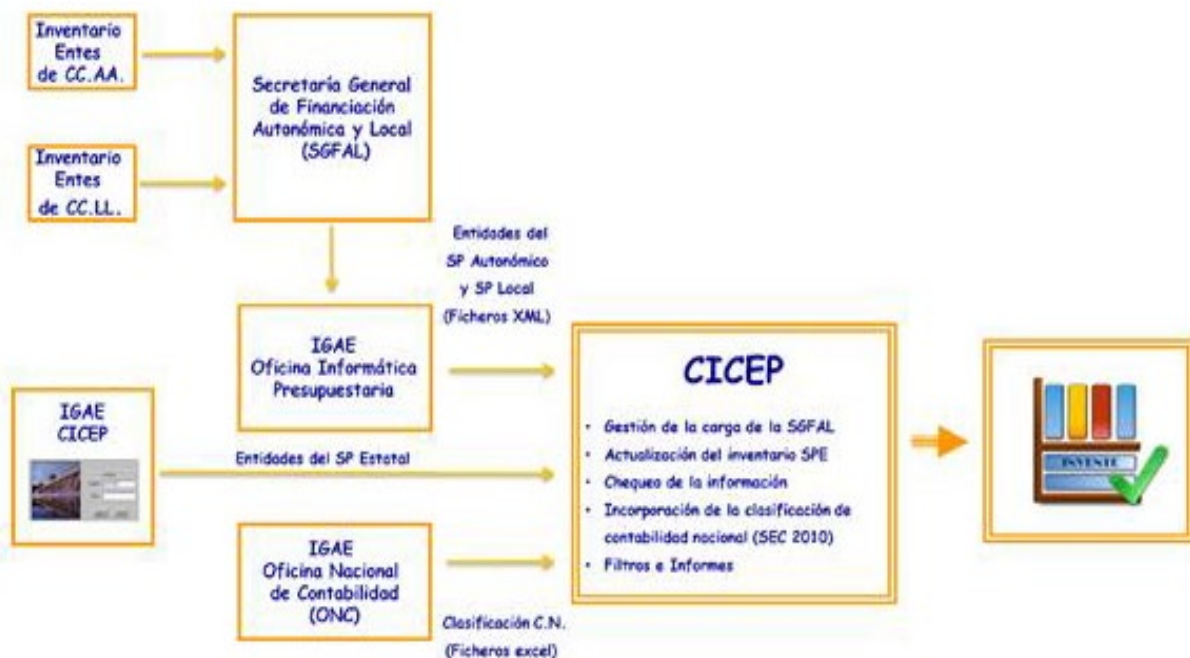 Inventario
Entes
de CC.AA.
Secretaría General
de Financiación
Autonómica y Local
(SGFAL)
Inventario
Entes
de CC.LL.
Entidades del
SP Autonómico
y SP Local
(Ficheros XML)
IGAE
Oficina Informática
Presupuestaria
IGAE
CICEP
Entidades del SP Estatal
IGAE
Oficina Nacional
de Contabilidad
(ONC)
Clasificación C.N.
(Ficheros excel)
CICEP
• Gestión de la carga de la SGFAL
• Actualización del inventario SPE
• Chequeo de la información
• Incorporación de la clasificación de
contabilidad nacional (SEC 2010)
• Filtros e Informes
INVENTE